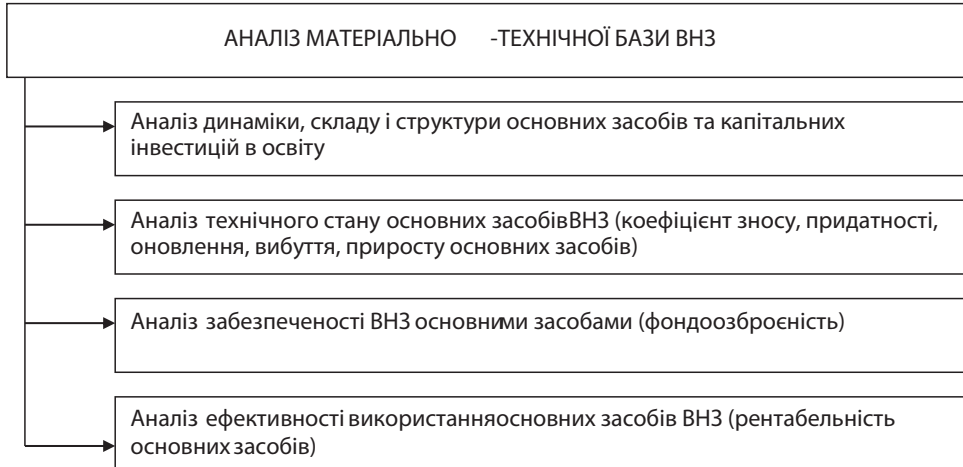 АНАЛІЗ МАТЕРІАЛЬНО -ТЕХНІЧНОЇ БАЗИ ВНЗ
Аналіз динаміки, складу і структури основних засобів та капітальних
інвестицій в освіту
Аналіз технічного стану основних засобівВНЗ (коефіцієнт зносу, придатності,
оновлення, вибуття, приросту основних засобів)
Аналіз забезпеченості ВНЗ основними засобами (фондоозброєність)
Аналіз ефективності використанняосновних засобів ВНЗ (рентабельність
основних засобів)